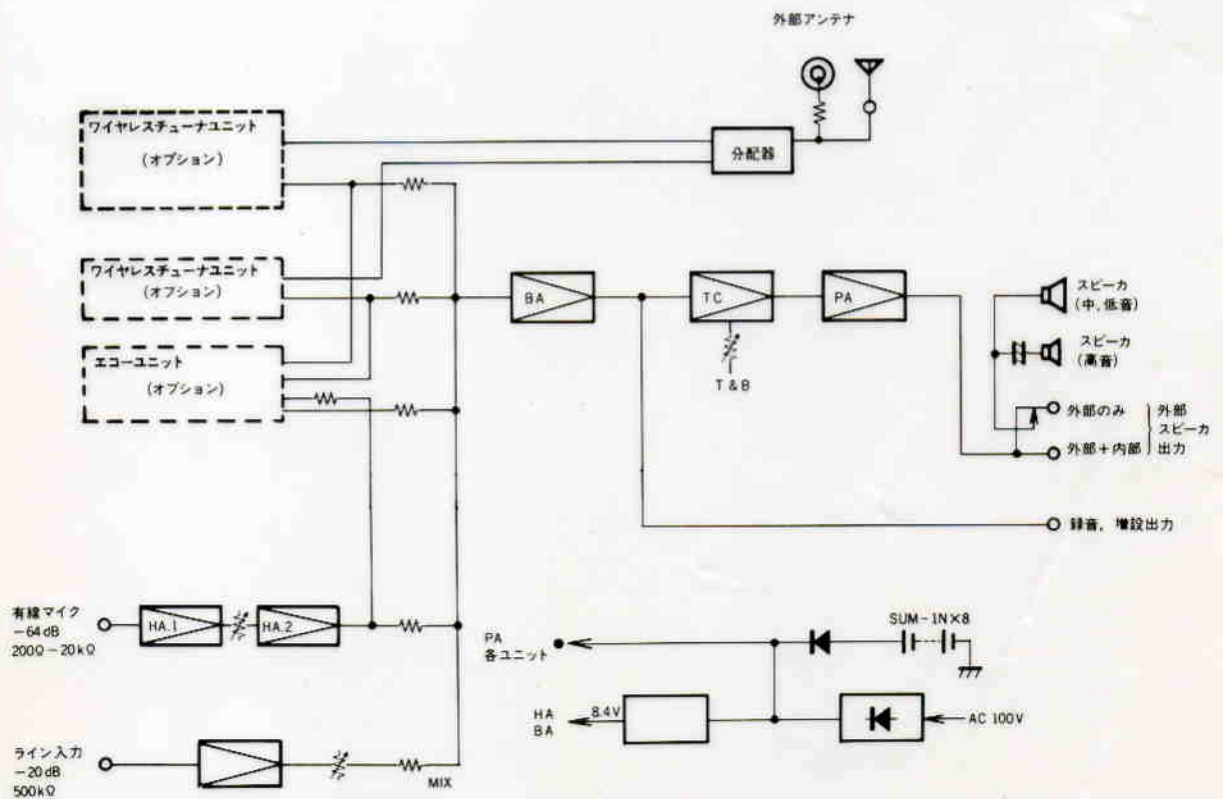 外部アンテナ
ワイヤレスチューナユニット
(オプション)
分配器
ワイヤレスチューナユニット
(オプション)
エコーユニット
(オプション)
BA
TC
PA
T & B
スピーカ
(中,低音)
スピーカ
(高音)
外部のみ
外部+内部
外部
スピーカ
出力
録音,増設出力
有線マイク
-64dB
200Ω-20kΩ
HA.1
HA.2
PA
各ユニット
SUM-1N×8
HA
BA
8.4V
AC 100V
ライン入力
-20dB
500kΩ
MIX